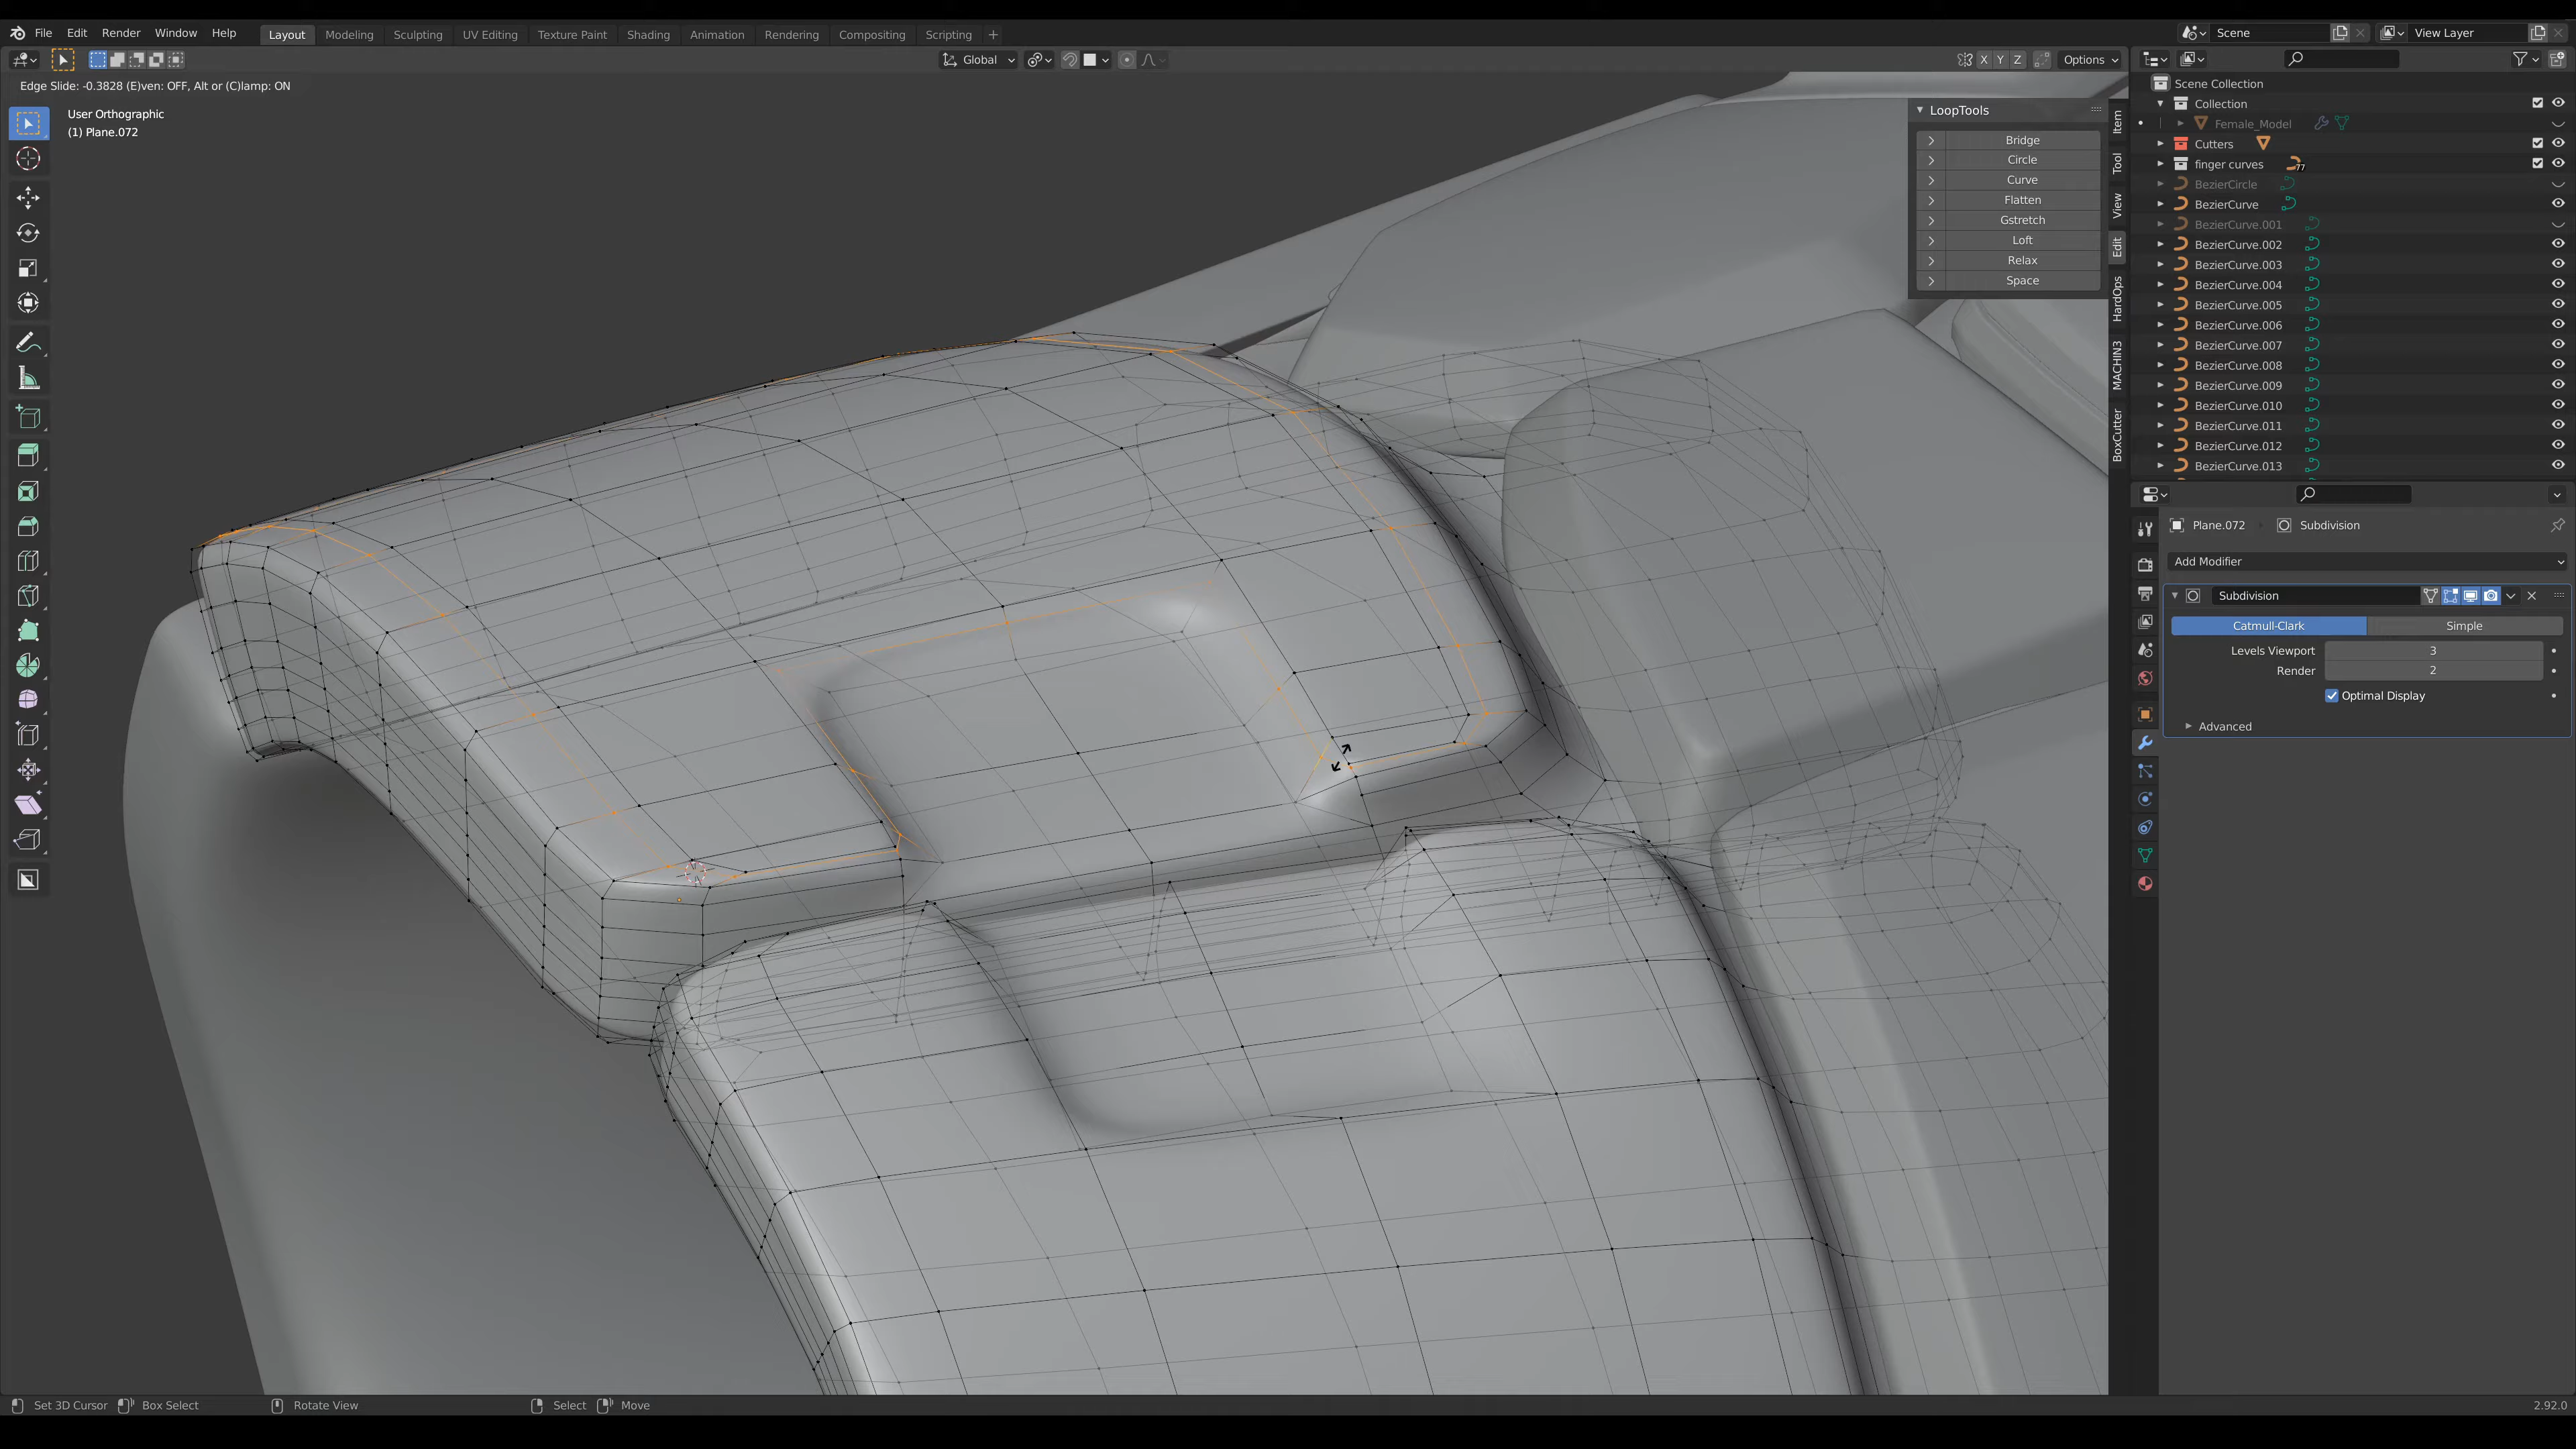 File Edit Render Window Help Layout Modeling Sculpting UV Editing Texture Paint Shading Animation Rendering Compositing Scripting + Scene View Layer
Global X Y Z Options
Edge Slide: -0.3828 (E)ven: OFF, Alt or (C)lamp: ON
User Orthographic
(1) Plane.072
LoopTools
Bridge
Circle
Curve
Flatten
Gstretch
Loft
Relax
Space
Item
Tool
View
Edit
HardOps
MACHIN3
BoxCutter
Scene Collection
Collection
Female_Model
Cutters
finger curves 77
BezierCircle
BezierCurve
BezierCurve.001
BezierCurve.002
BezierCurve.003
BezierCurve.004
BezierCurve.005
BezierCurve.006
BezierCurve.007
BezierCurve.008
BezierCurve.009
BezierCurve.010
BezierCurve.011
BezierCurve.012
BezierCurve.013
Plane.072 Subdivision
Add Modifier
Subdivision
Catmull-Clark Simple
Levels Viewport 3
Render 2
Optimal Display
Advanced
Set 3D Cursor Box Select Rotate View Select Move 2.92.0